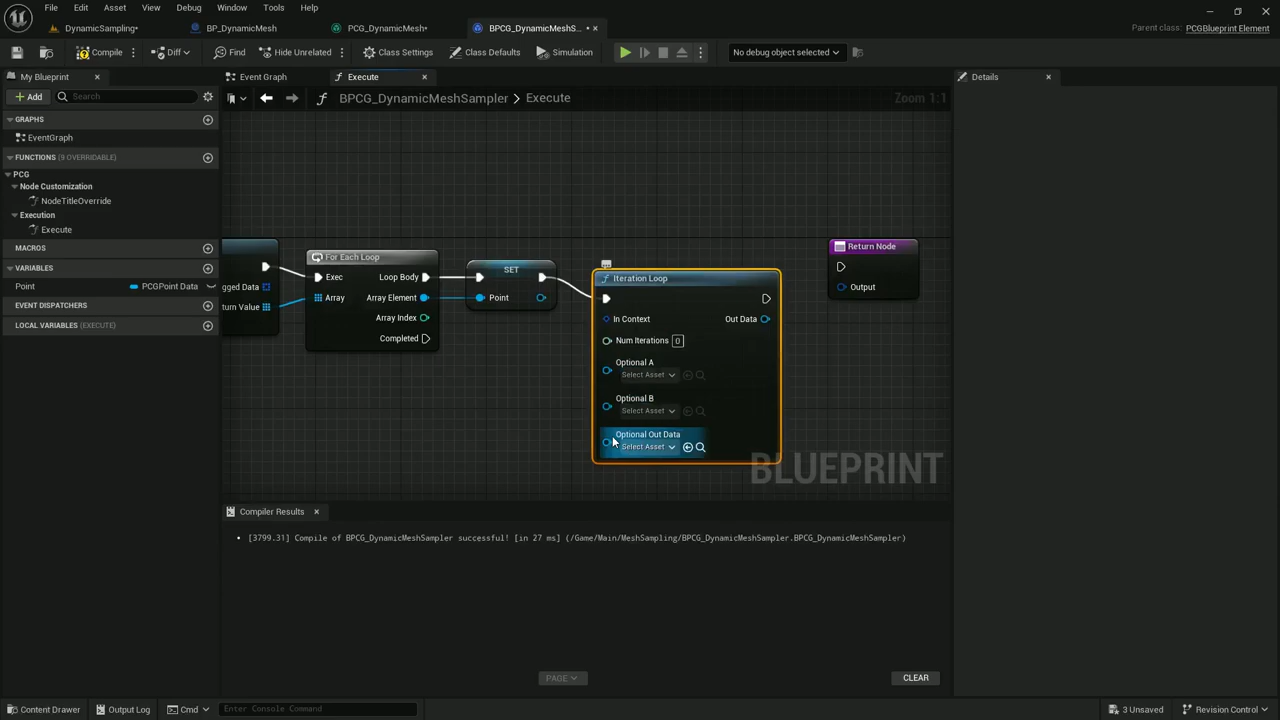 File Edit Asset View Debug Window Tools Help
DynamicSampling• BP_DynamicMesh PCG_DynamicMesh• BPCG_DynamicMeshS... •
Parent class: PCGBlueprint Element
Compile Diff Find Hide Unrelated Class Settings Class Defaults Simulation No debug object selected
My Blueprint Event Graph Execute Details
+ Add Search
BPCG_DynamicMeshSampler > Execute Zoom 1:1
GRAPHS
EventGraph
FUNCTIONS (9 OVERRIDABLE)
PCG
Node Customization
NodeTitleOverride
Execution
Execute
MACROS
VARIABLES
Point PCGPoint Data
EVENT DISPATCHERS
LOCAL VARIABLES (EXECUTE)
gged Data
turn Value
For Each Loop
Exec Loop Body
Array Array Element
Array Index
Completed
SET
Point
Iteration Loop
In Context Out Data
Num Iterations 0
Optional A
Select Asset
Optional B
Select Asset
Optional Out Data
Select Asset
Return Node
Output
BLUEPRINT
Compiler Results
[3799.31] Compile of BPCG_DynamicMeshSampler successful! [in 27 ms] (/Game/Main/MeshSampling/BPCG_DynamicMeshSampler.BPCG_DynamicMeshSampler)
PAGE CLEAR
Content Drawer Output Log Cmd Enter Console Command 3 Unsaved Revision Control